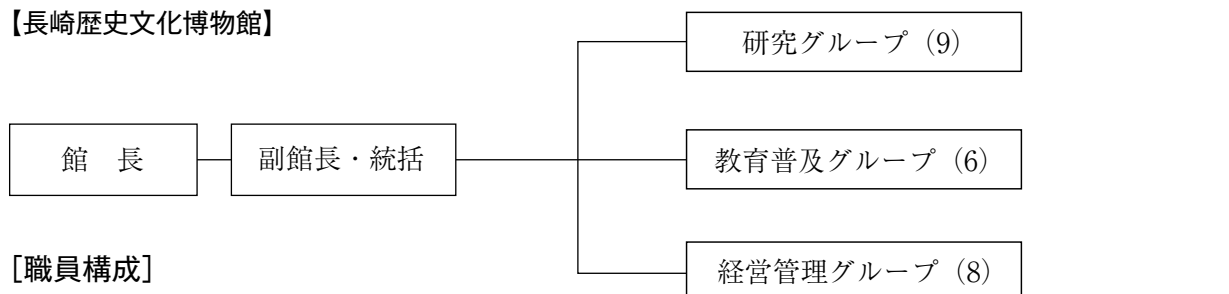 【長崎歴史文化博物館】
研究グループ（9）
館　長
副館長・統括
教育普及グループ（6）
[職員構成]
経営管理グループ（8）